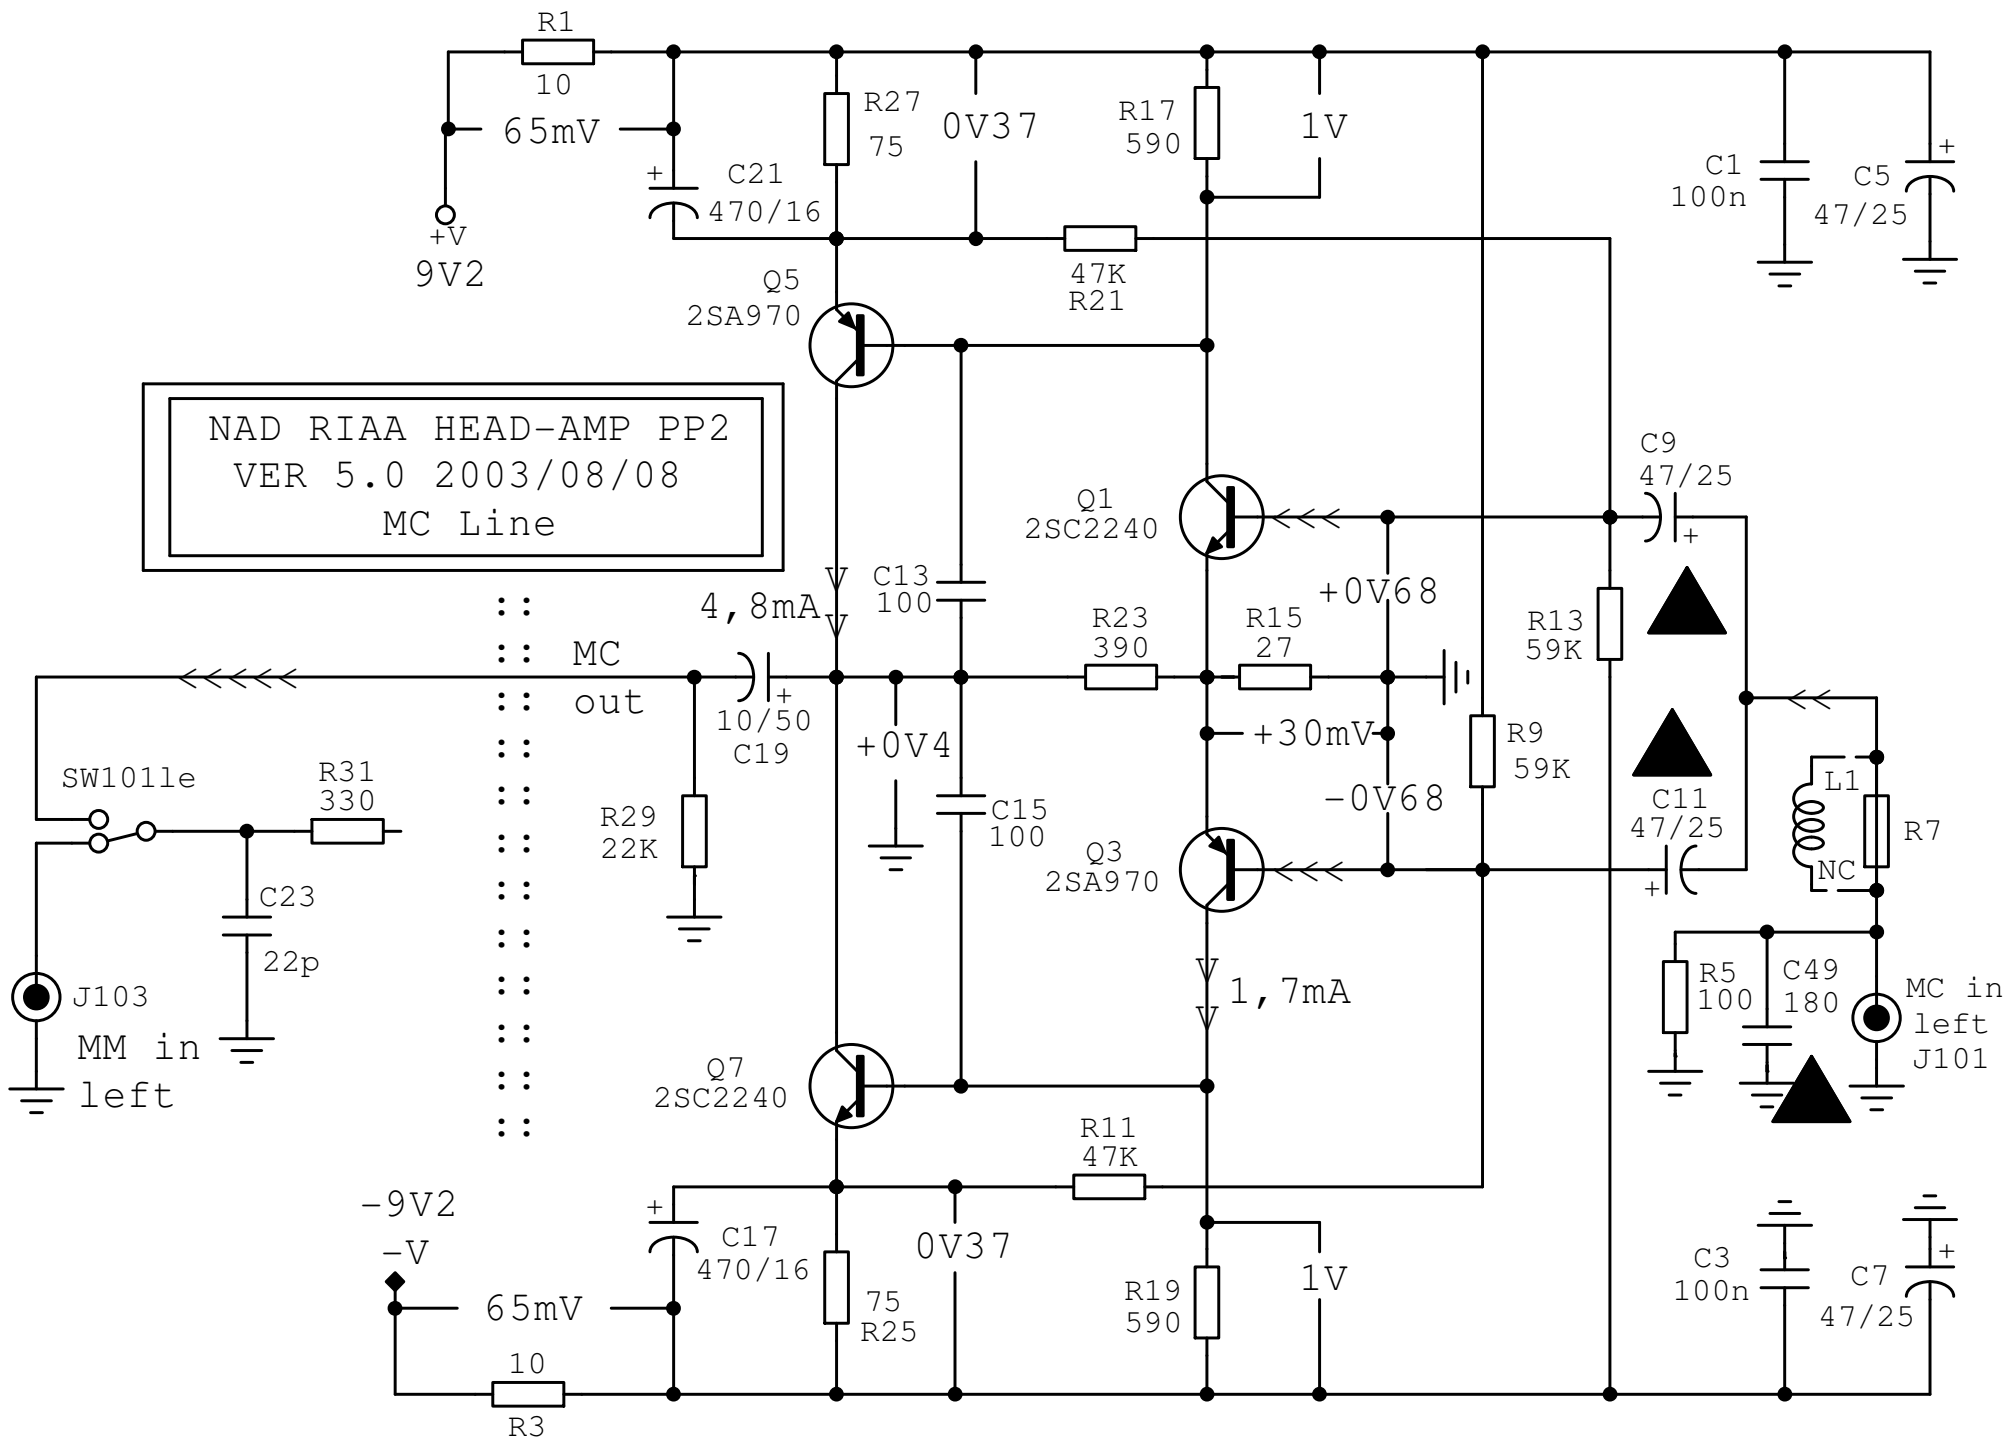 R1
10
65mV
+V
9V2
C21
470/16
+
R27
75
0V37
R17
590
1V
47K
R21
C1
100n
C5
47/25
+
Q5
2SA970
NAD RIAA HEAD-AMP PP2
VER 5.0 2003/08/08
MC Line
Q1
2SC2240
C9
47/25
+
4,8mA
C13
100
R23
390
R15
27
+0V68
R13
59K
MC
out
+
10/50
C19
+0V4
+30mV
R9
59K
-0V68
SW101le
R31
330
R29
22K
C15
100
Q3
2SA970
C11
47/25
+
L1
NC
R7
C23
22p
J103
MM in
left
1,7mA
R5
100
C49
180
MC in
left
J101
Q7
2SC2240
R11
47K
-9V2
-V
65mV
+
C17
470/16
0V37
75
R25
R19
590
1V
C3
100n
C7
47/25
+
10
R3